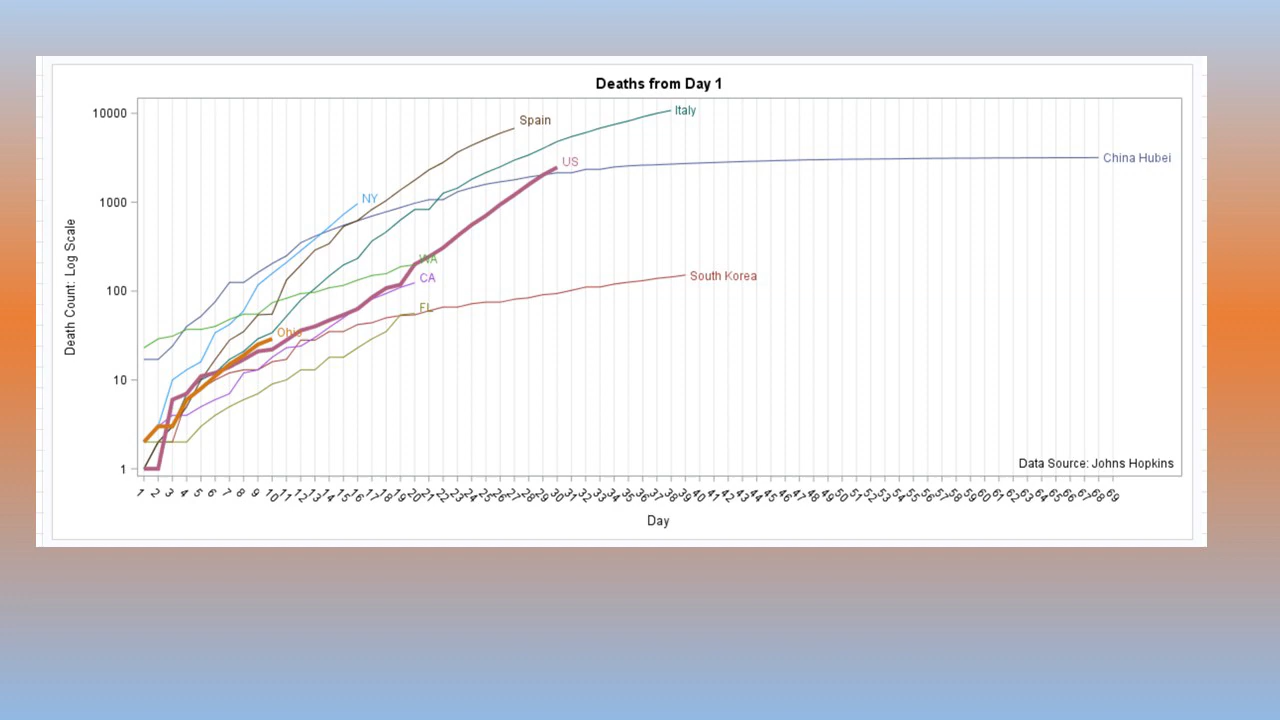 Deaths from Day 1
10000
1000
100
10
1
Death Count: Log Scale
Spain
Italy
US
China Hubei
NY
WA
CA
South Korea
FL
Ohio
Data Source: Johns Hopkins
1 2 3 4 5 6 7 8 9 10 11 12 13 14 15 16 17 18 19 20 21 22 23 24 25 26 27 28 29 30 31 32 33 34 35 36 37 38 39 40 41 42 43 44 45 46 47 48 49 50 51 52 53 54 55 56 57 58 59 60 61 62 63 64 65 66 67 68 69
Day